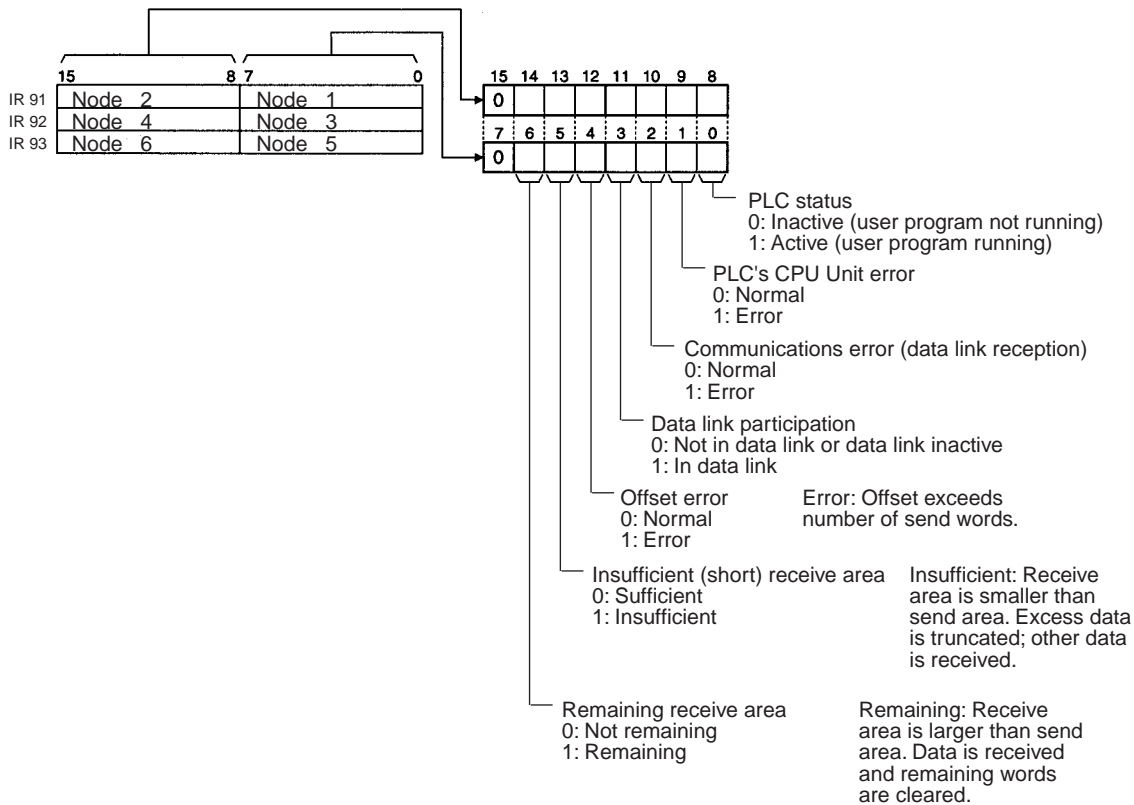 15 8 7 0
IR 91 Node 2 Node 1
IR 92 Node 4 Node 3
IR 93 Node 6 Node 5
15 14 13 12 11 10 9 8
0
7 6 5 4 3 2 1 0
0
PLC status
0: Inactive (user program not running)
1: Active (user program running)
PLC's CPU Unit error
0: Normal
1: Error
Communications error (data link reception)
0: Normal
1: Error
Data link participation
0: Not in data link or data link inactive
1: In data link
Offset error
0: Normal
1: Error
Error: Offset exceeds
number of send words.
Insufficient (short) receive area
0: Sufficient
1: Insufficient
Insufficient: Receive
area is smaller than
send area. Excess data
is truncated; other data
is received.
Remaining receive area
0: Not remaining
1: Remaining
Remaining: Receive
area is larger than send
area. Data is received
and remaining words
are cleared.